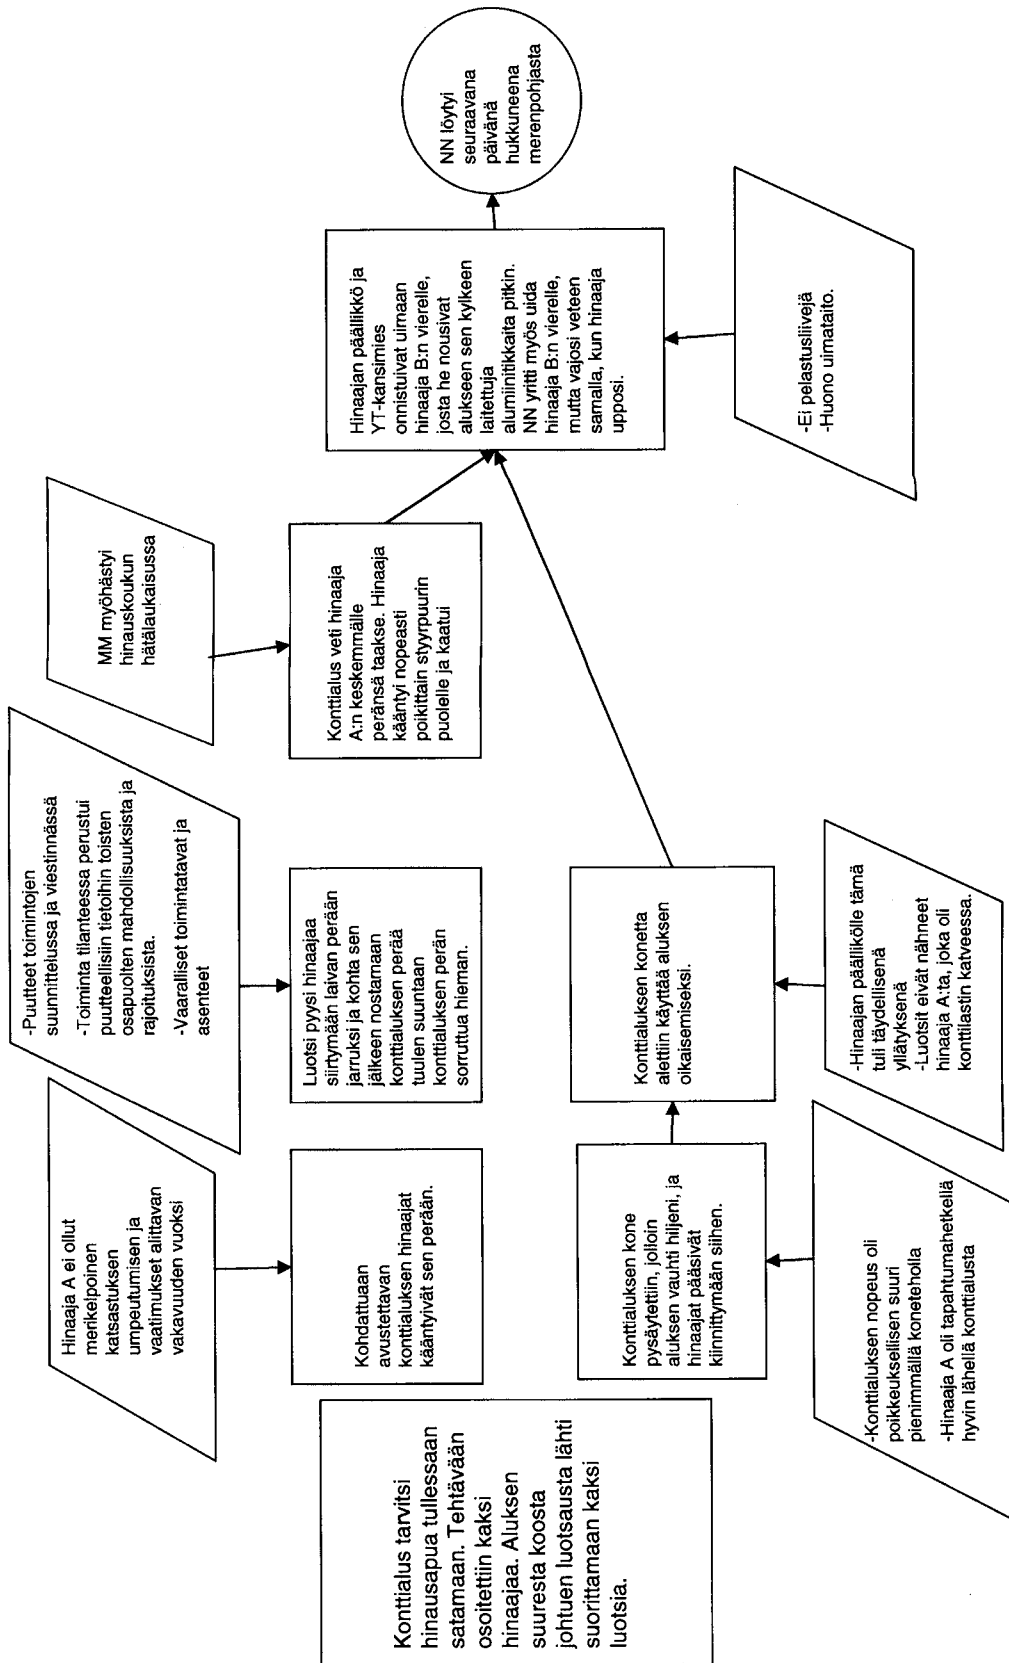 Konttialus tarvitsi
hinausapua tullessaan
satamaan. Tehtävään
osoitettiin kaksi
hinaajaa. Aluksen
suuresta koosta
johtuen luotsausta lähti
suorittamaan kaksi
luotsia.
Hinaaja A ei ollut
merikelpoinen
katsastuksen
umpeutumisen ja
vaatimukset alittavan
vakavuuden vuoksi
Kohdattuaan
avustettavan
konttialuksen hinaajat
kääntyivät sen perään.
Konttialuksen kone
pysäytettiin, jolloin
aluksen vauhti hiljeni, ja
hinaajat pääsivät
kiinnittymään siihen.
-Konttialuksen nopeus oli
poikkeuksellisen suuri
pienimmällä koneteholla
-Hinaaja A oli tapahtumahetkellä
hyvin lähellä konttialusta
-Puutteet toimintojen
suunnittelussa ja viestinnässä
-Toiminta tilanteessa perustui
puutteellisiin tietoihin toisten
osapuolten mahdollisuuksista ja
rajoituksista.
-Vaaralliset toimintatavat ja
asenteet
Luotsi pyysi hinaajaa
siirtymään laivan perään
jarruksi ja kohta sen
jälkeen nostamaan
konttialuksen perää
tuulen suuntaan
konttialuksen perän
sorruttua hieman.
Konttialuksen konetta
alettiin käyttää aluksen
oikaisemiseksi.
-Hinaajan päällikölle tämä
tuli täydellisenä
yllätyksenä
-Luotsit eivät nähneet
hinaaja A:ta, joka oli
konttilastin katveessa.
MM myöhästyi
hinauskoukun
hätälaukaisussa
Konttialus veti hinaaja
A:n keskemmälle
peränsä taakse. Hinaaja
kääntyi nopeasti
poikittain styyrpuurin
puolelle ja kaatui
Hinaajan päällikkö ja
YT-kansimies
onnistuivat uimaan
hinaaja B:n vierelle,
josta he nousivat
alukseen sen kylkeen
laitettuja
alumiinitikkaita pitkin.
NN yritti myös uida
hinaaja B:n vierelle,
mutta vajosi veteen
samalla, kun hinaaja
upposi.
-Ei pelastusliivejä
-Huono uimataito.
NN löytyi
seuraavana
päivänä
hukkuneena
merenpohjasta